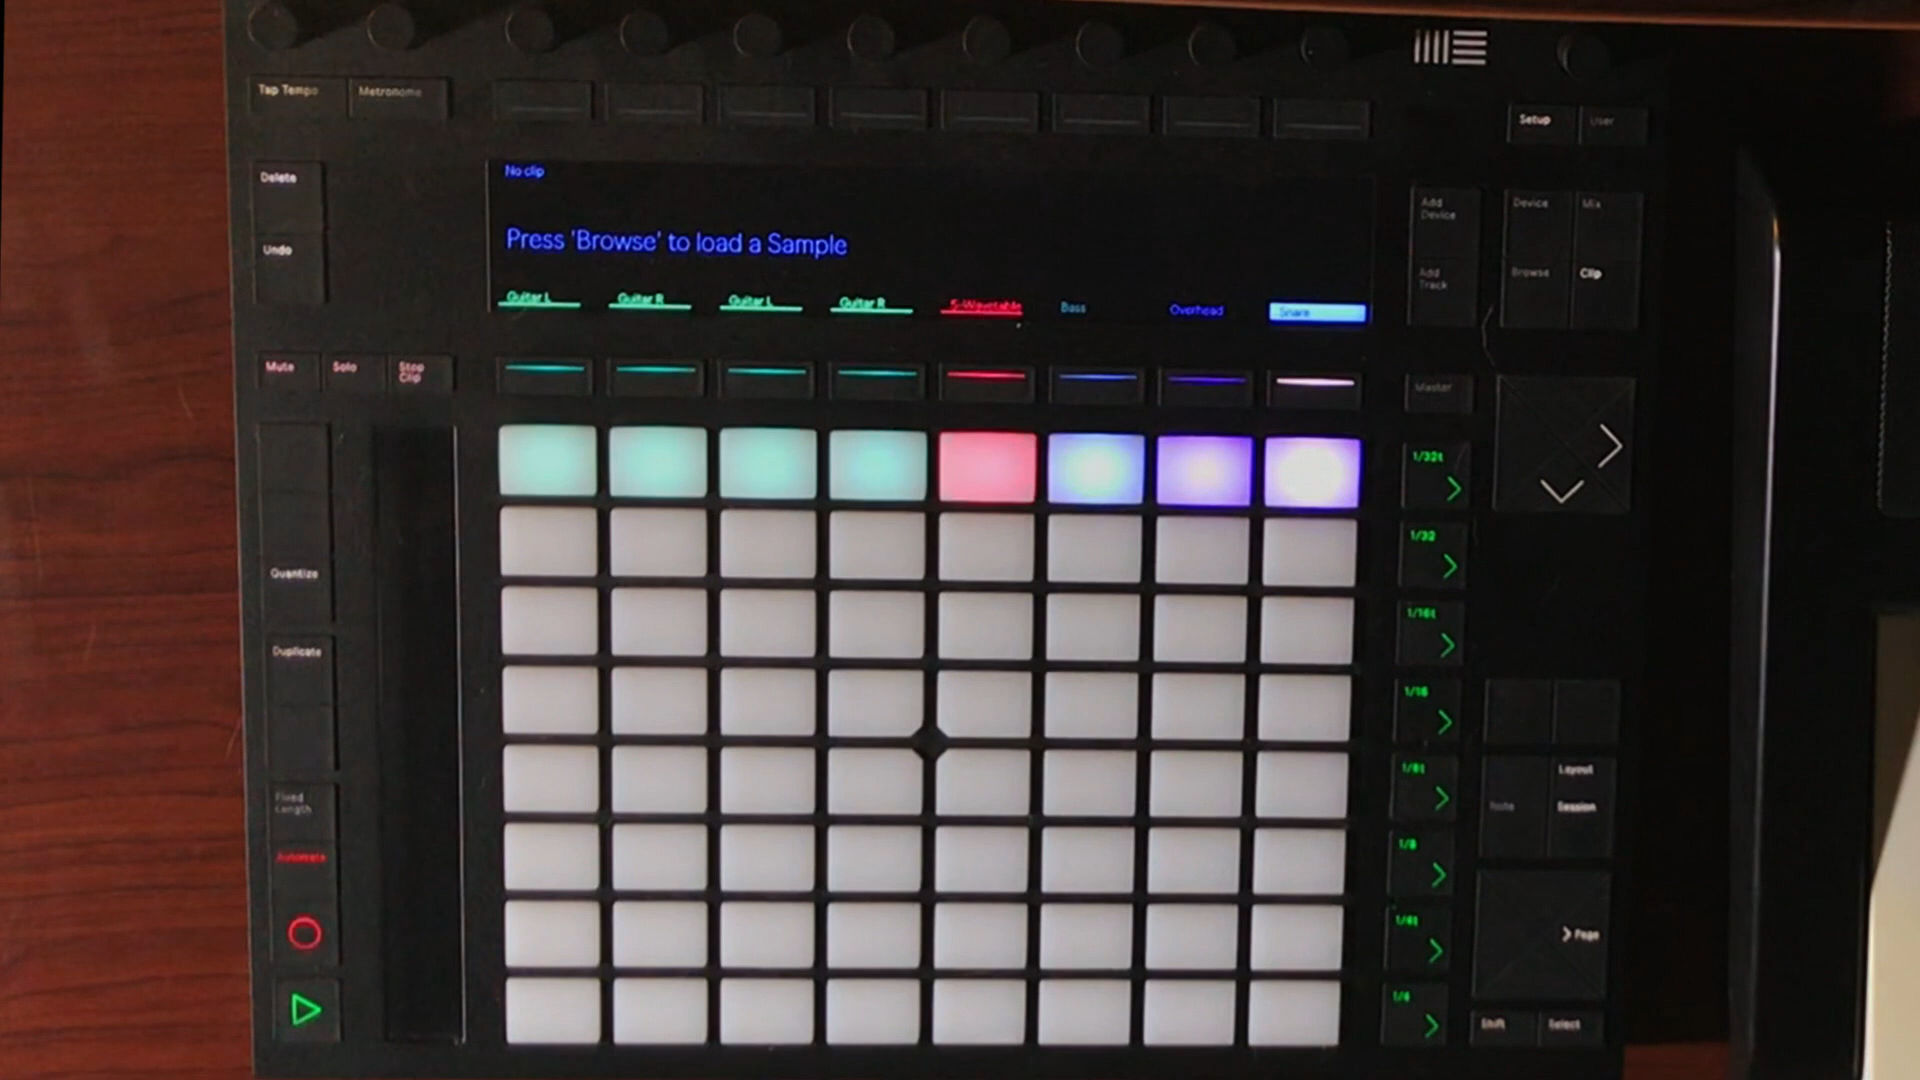 Tap Tempo
Metronome
Setup
User
Delete
No clip
Add Device
Device
Mix
Undo
Press 'Browse' to load a Sample
Add Track
Browse
Clip
Guitar L
Guitar R
Guitar L
Guitar R
5-Wavetable
Bass
Overhead
Snare
Mute
Solo
Stop Clip
Master
1/32t
1/32
Quantize
1/16t
Duplicate
1/16
1/8t
Layout
Fixed Length
Note
Session
Automate
1/8
1/4t
Page
1/4
Shift
Select